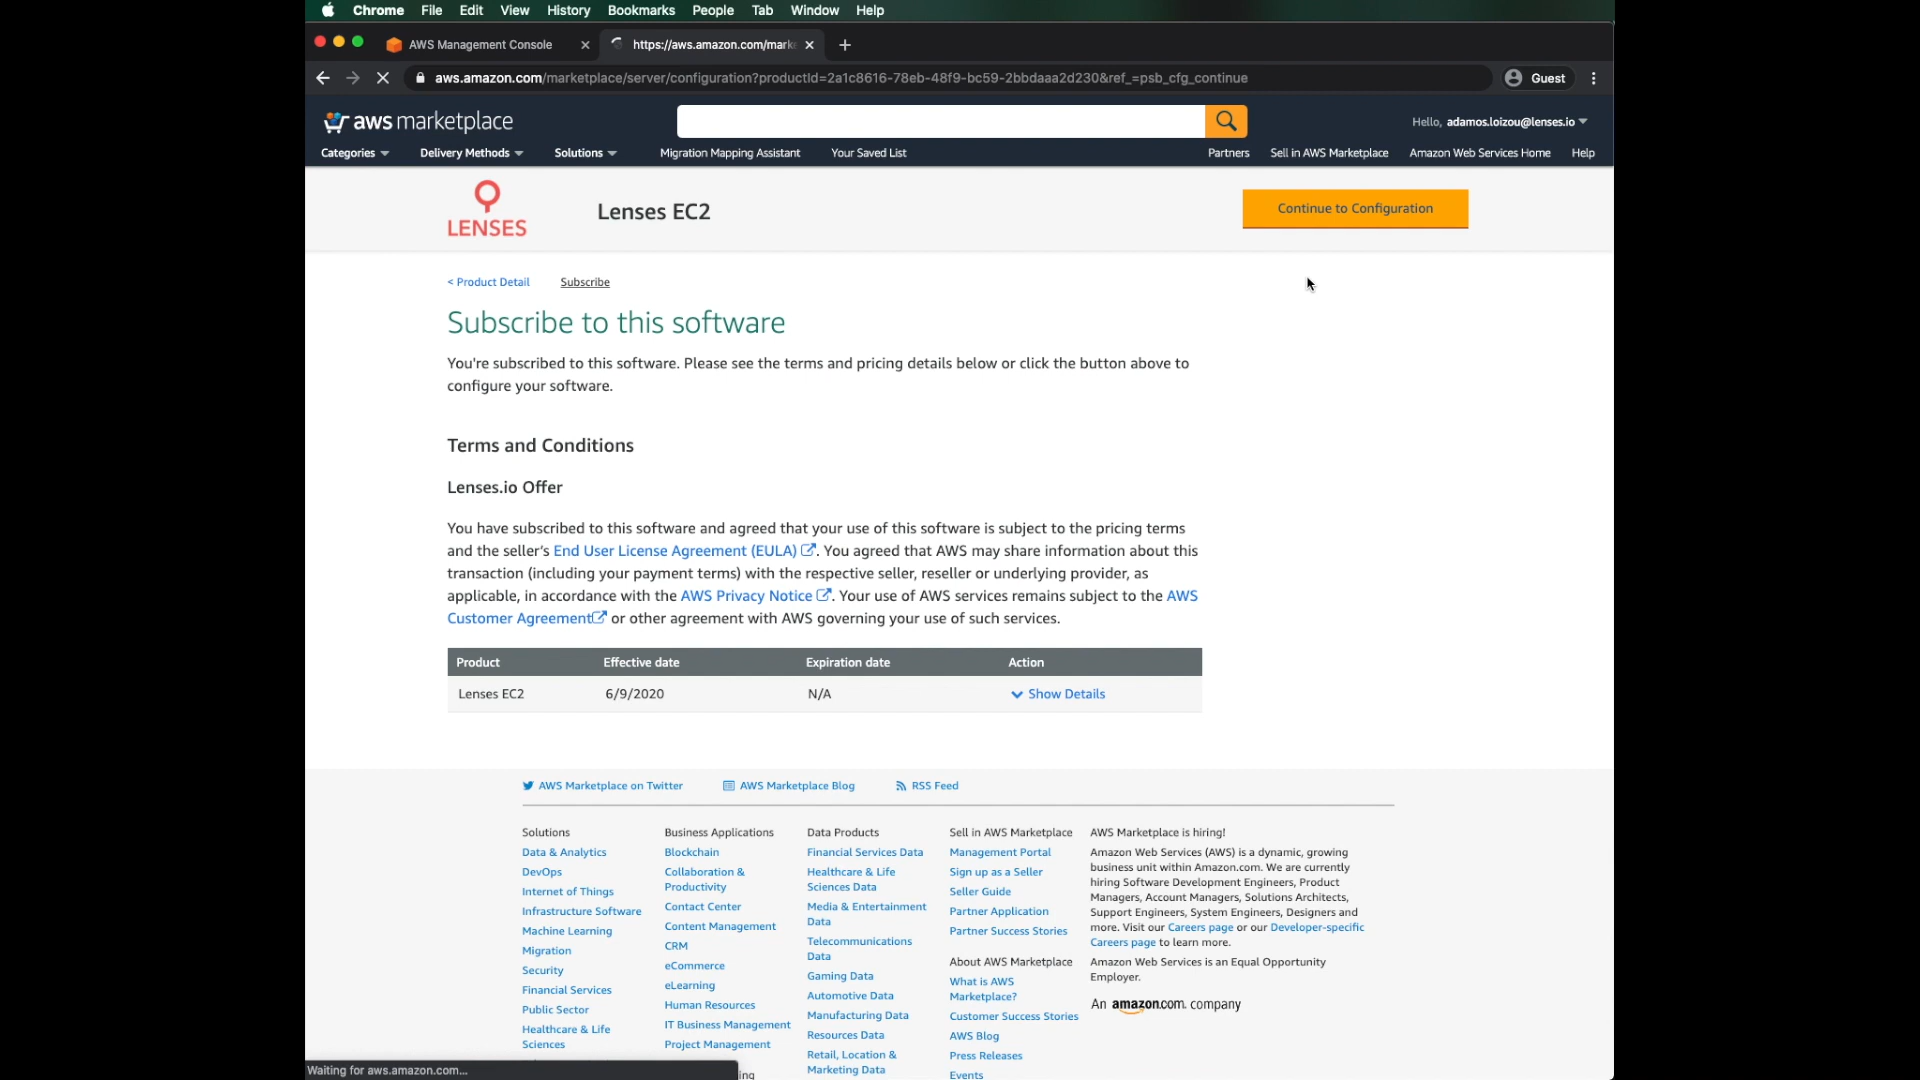 Chrome File Edit View History Bookmarks People Tab Window Help
AWS Management Console https://aws.amazon.com/mark
aws.amazon.com/marketplace/server/configuration?productId=2a1c8616-78eb-48f9-bc59-2bbdaaa2d230&ref_=psb_cfg_continue Guest
aws marketplace Hello, adamos.loizou@lenses.io
Categories Delivery Methods Solutions Migration Mapping Assistant Your Saved List Partners Sell in AWS Marketplace Amazon Web Services Home Help
LENSES Lenses EC2 Continue to Configuration
< Product Detail Subscribe
Subscribe to this software
You're subscribed to this software. Please see the terms and pricing details below or click the button above to
configure your software.
Terms and Conditions
Lenses.io Offer
You have subscribed to this software and agreed that your use of this software is subject to the pricing terms
and the seller's End User License Agreement (EULA). You agreed that AWS may share information about this
transaction (including your payment terms) with the respective seller, reseller or underlying provider, as
applicable, in accordance with the AWS Privacy Notice. Your use of AWS services remains subject to the AWS
Customer Agreement or other agreement with AWS governing your use of such services.
Product Effective date Expiration date Action
Lenses EC2 6/9/2020 N/A Show Details
AWS Marketplace on Twitter AWS Marketplace Blog RSS Feed
Solutions
Data & Analytics
DevOps
Internet of Things
Infrastructure Software
Machine Learning
Migration
Security
Financial Services
Public Sector
Healthcare & Life
Sciences
Business Applications
Blockchain
Collaboration &
Productivity
Contact Center
Content Management
CRM
eCommerce
eLearning
Human Resources
IT Business Management
Project Management
ing
Data Products
Financial Services Data
Healthcare & Life
Sciences Data
Media & Entertainment
Data
Telecommunications
Data
Gaming Data
Automotive Data
Manufacturing Data
Resources Data
Retail, Location &
Marketing Data
Sell in AWS Marketplace
Management Portal
Sign up as a Seller
Seller Guide
Partner Application
Partner Success Stories
About AWS Marketplace
What is AWS
Marketplace?
Customer Success Stories
AWS Blog
Press Releases
Events
AWS Marketplace is hiring!
Amazon Web Services (AWS) is a dynamic, growing
business unit within Amazon.com. We are currently
hiring Software Development Engineers, Product
Managers, Account Managers, Solutions Architects,
Support Engineers, System Engineers, Designers and
more. Visit our Careers page or our Developer-specific
Careers page to learn more.
Amazon Web Services is an Equal Opportunity
Employer.
An amazon.com. company
Waiting for aws.amazon.com...